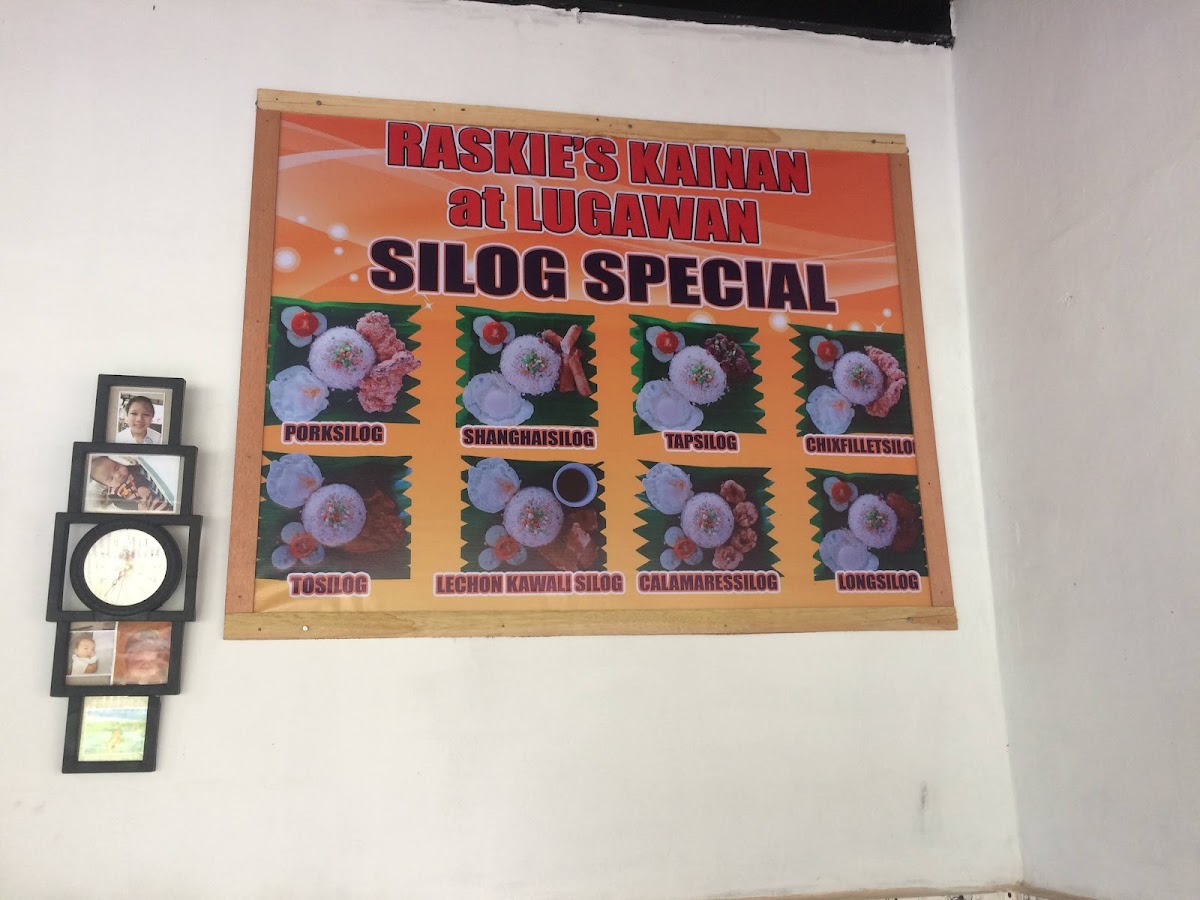 RASKIE'S KAINAN
at LUGAWAN
SILOG SPECIAL
PORKSILOG
SHANGHAISILOG
TAPSILOG
CHIXFILLETSILOG
TOSILOG
LECHON KAWALI SILOG
CALAMARESSILOG
LONGSILOG